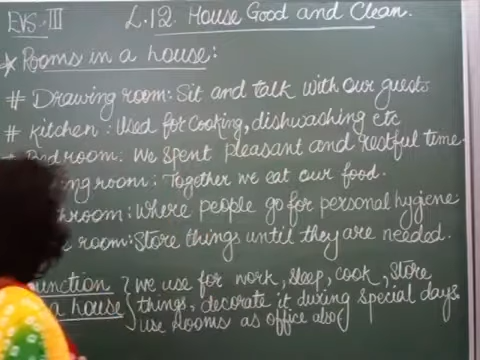 EVS. III
L.12. House Good and Clean.
* Rooms in a house:
# Drawing room: Sit and talk with our guests
# Kitchen : Used for Cooking, dishwashing etc
room: We spent pleasant and restful time.
room: Together we eat our food.
room: Where people go for personal hygiene
room: Store things until they are needed.
unction } we use for work, sleep, cook, store
a house } things, decorate it during special days.
use rooms as office also